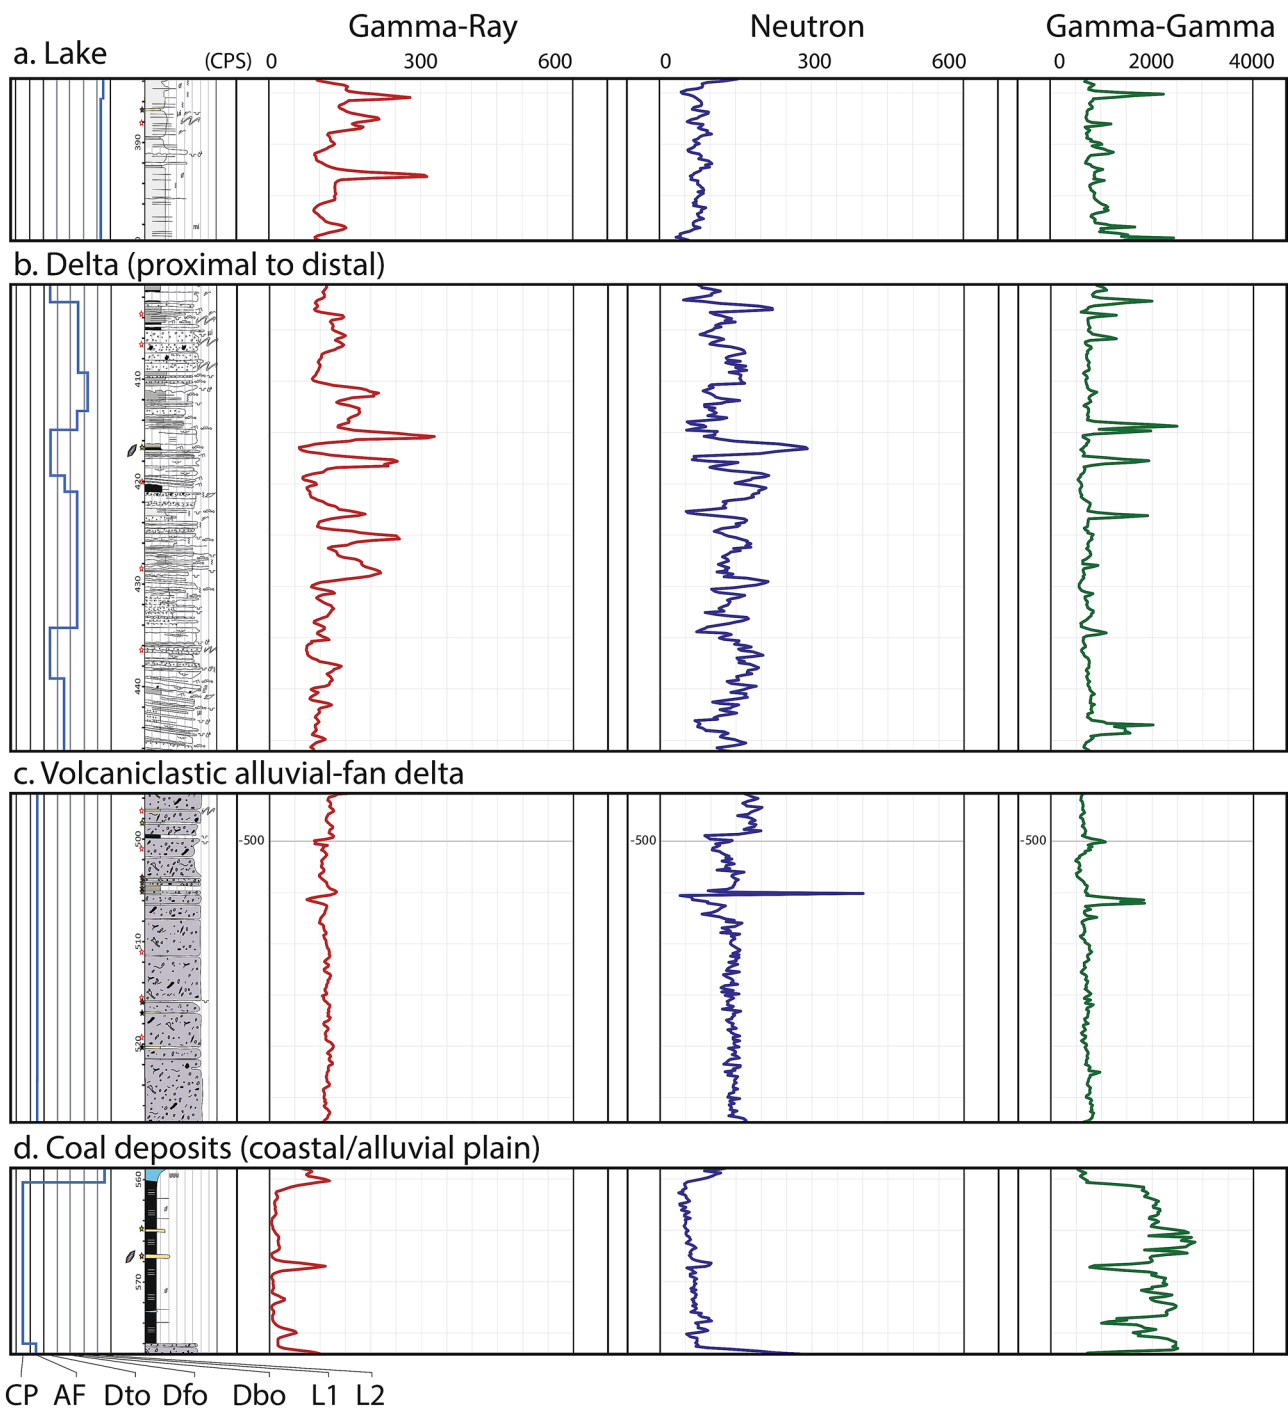 Gamma-Ray Neutron Gamma-Gamma
a. Lake (CPS) 0 300 600 0 300 600 0 2000 4000
390
mi
b. Delta (proximal to distal)
410
420
430
440
c. Volcaniclastic alluvial-fan delta
500 -500 -500 -500
510
520
d. Coal deposits (coastal/alluvial plain)
560
570
CP AF Dto Dfo Dbo L1 L2